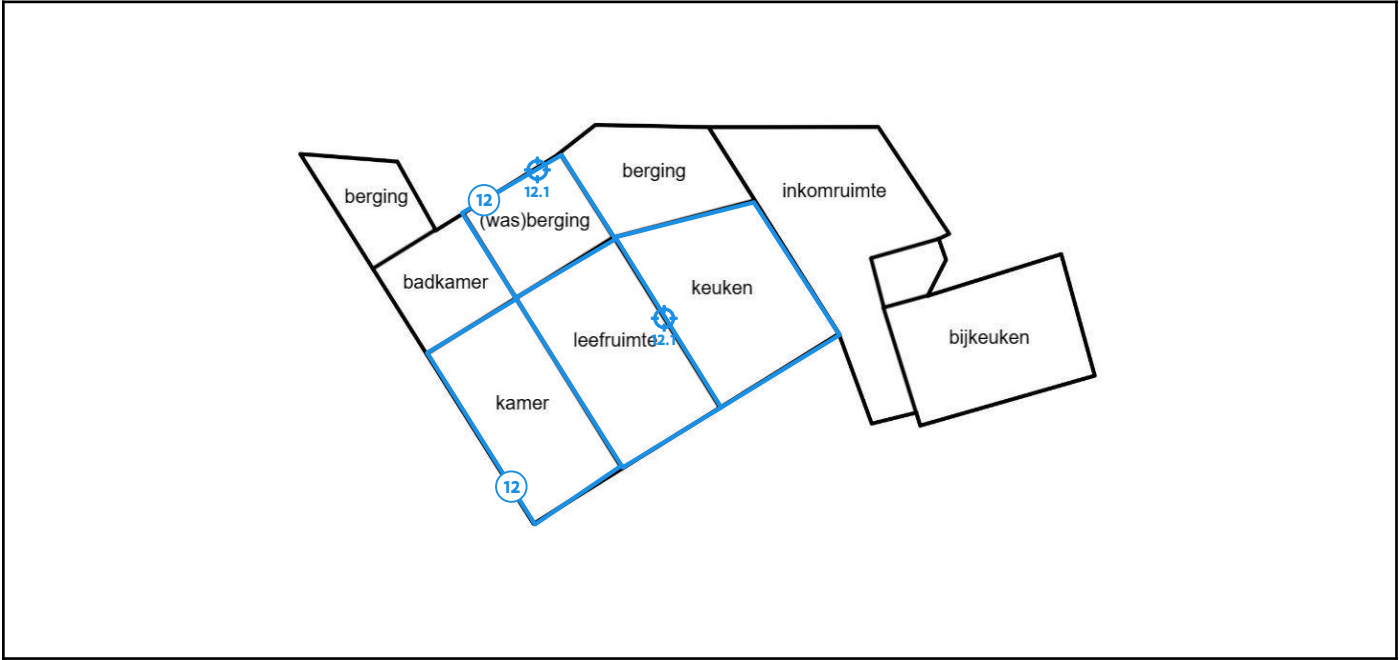 berging
inkomruimte
berging
12.1
12
(was)berging
badkamer
keuken
leefruimte
12.1
bijkeuken
kamer
12